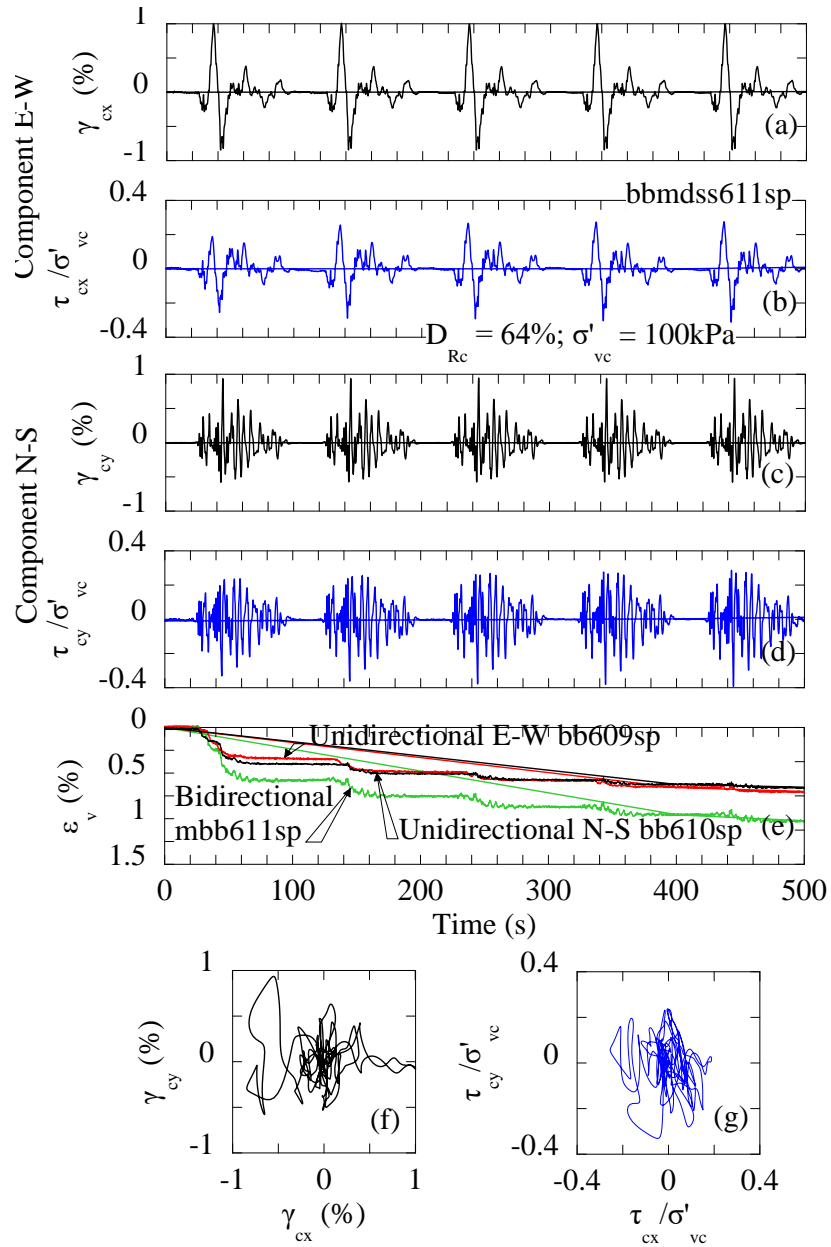 Component E-W
γcx (%)
1
0
-1
(a)
τcx/σ'vc
0.4
0
-0.4
bbmdss611sp
(b)
DRc = 64%; σ'vc = 100kPa
Component N-S
γcy (%)
1
0
-1
(c)
τcy/σ'vc
0.4
0
-0.4
(d)
εv (%)
0
0.5
1
1.5
Unidirectional E-W bb609sp
Bidirectional
mbb611sp
Unidirectional N-S bb610sp
(e)
0 100 200 300 400 500
Time (s)
γcy (%)
1
0
-1
(f)
-1 0 1
γcx (%)
τcy/σ'vc
0.4
0
-0.4
(g)
-0.4 0 0.4
τcx/σ'vc